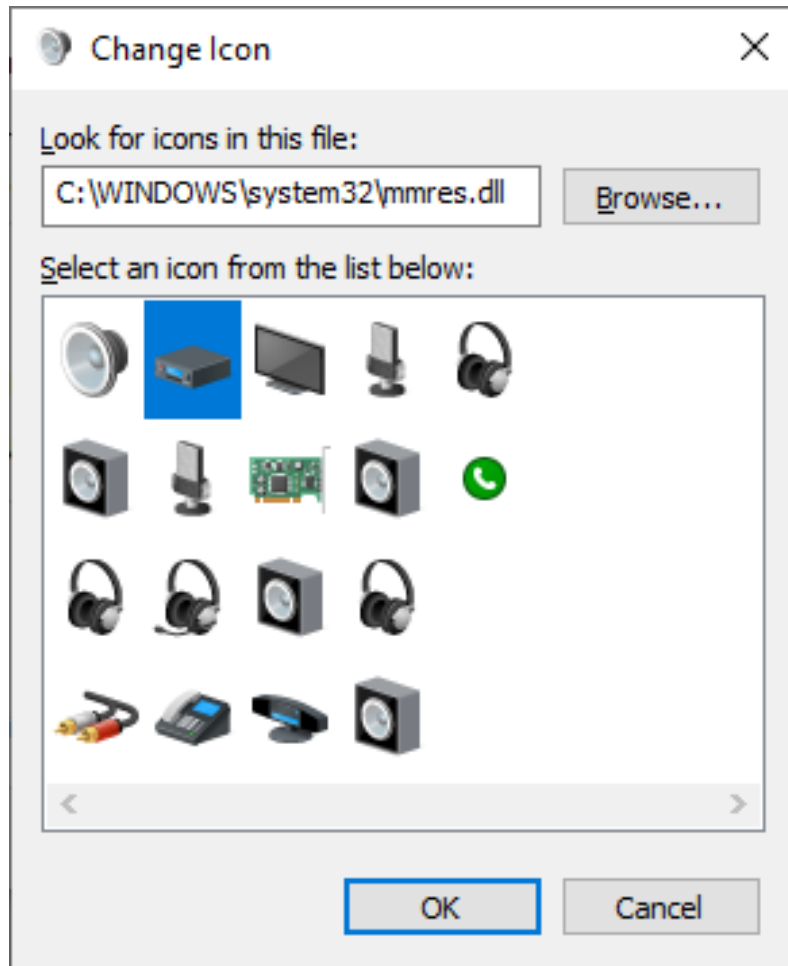 Change Icon
Look for icons in this file:
C:\WINDOWS\system32\mmres.dll
Browse...
Select an icon from the list below:
OK
Cancel